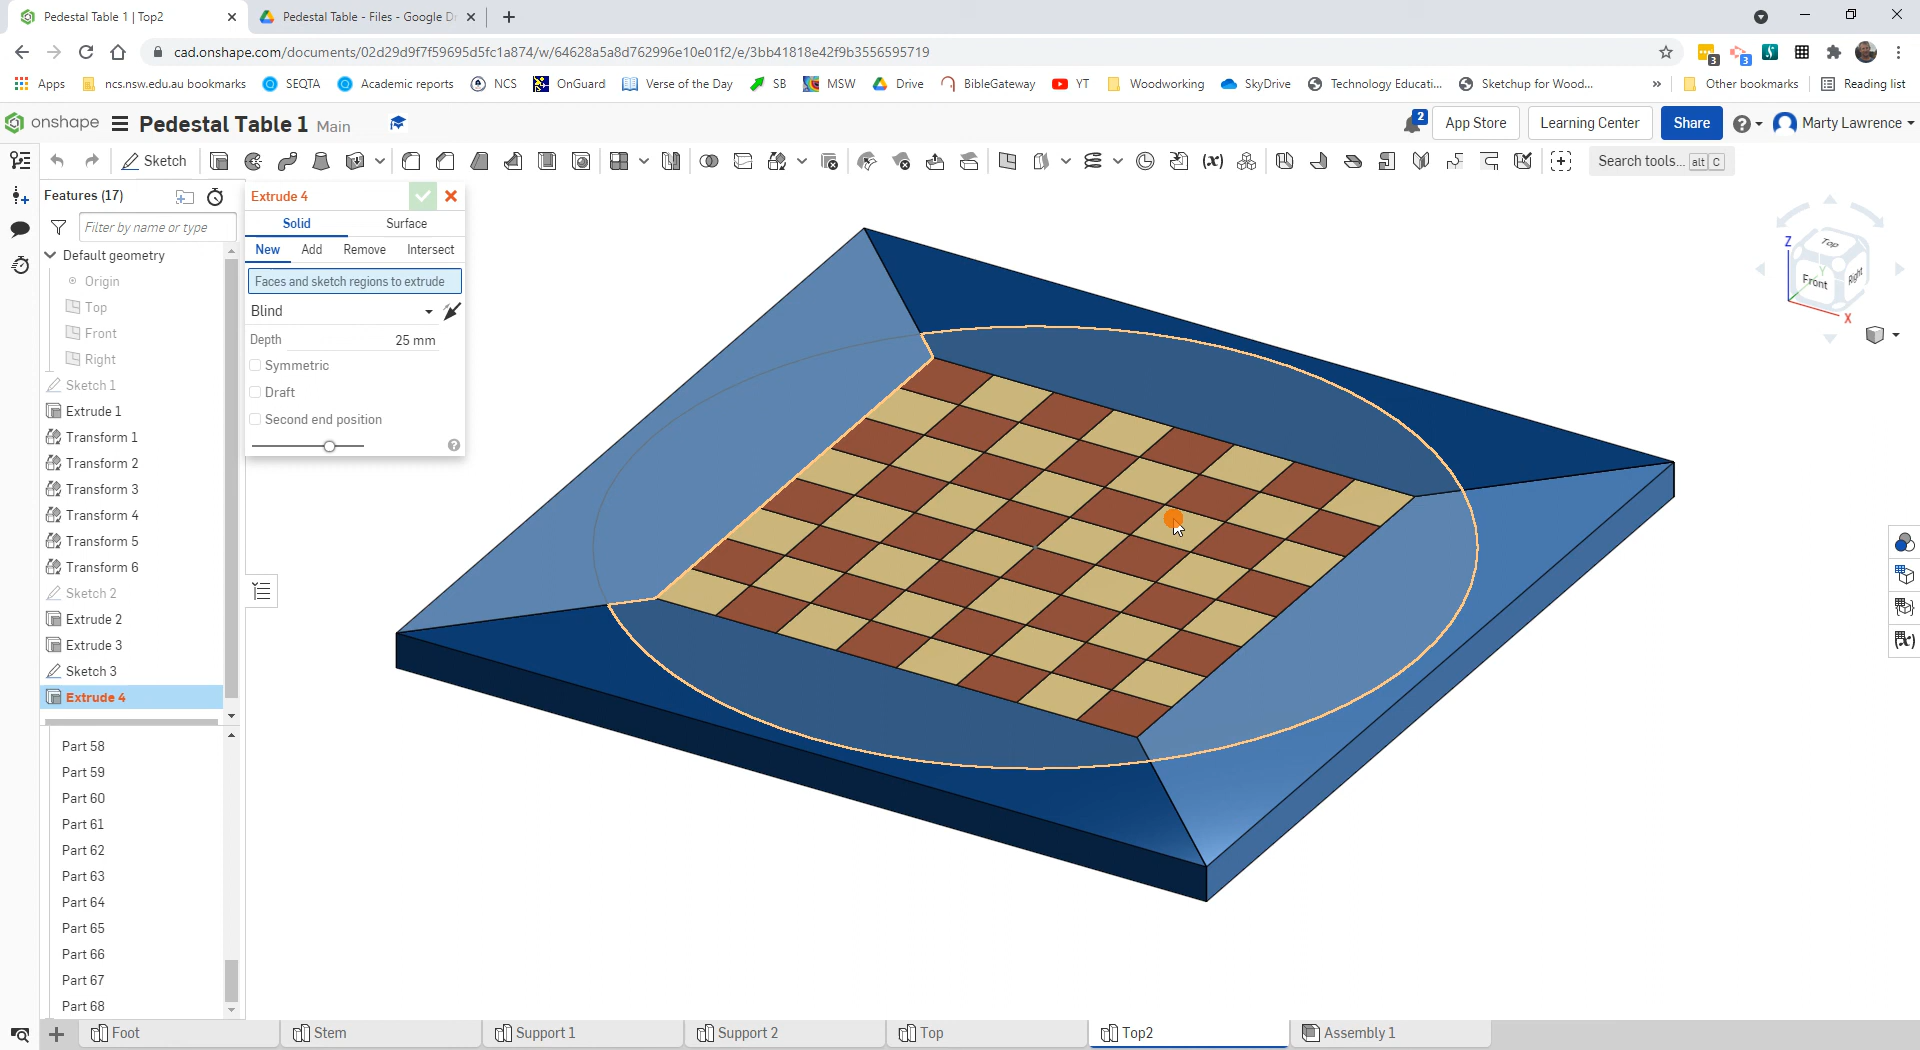 Pedestal Table 1 | Top2
Pedestal Table - Files - Google Dr
cad.onshape.com/documents/02d29d9f7f59695d5fc1a874/w/64628a5a8d762996e10e01f2/e/3bb41818e42f9b3556595719
3
3
Apps
ncs.nsw.edu.au bookmarks
SEQTA
Academic reports
NCS
OnGuard
Verse of the Day
SB
MSW
Drive
BibleGateway
YT
Woodworking
SkyDrive
Technology Educati...
Sketchup for Wood...
»
Other bookmarks
Reading list
onshape
Pedestal Table 1 Main
2
App Store
Learning Center
Share
Marty Lawrence
Sketch
(x)
Search tools... alt C
Features (17)
Filter by name or type
Default geometry
Origin
Top
Front
Right
Sketch 1
Extrude 1
Transform 1
Transform 2
Transform 3
Transform 4
Transform 5
Transform 6
Sketch 2
Extrude 2
Extrude 3
Sketch 3
Extrude 4
Part 58
Part 59
Part 60
Part 61
Part 62
Part 63
Part 64
Part 65
Part 66
Part 67
Part 68
Extrude 4
Solid Surface
New Add Remove Intersect
Faces and sketch regions to extrude
Blind
Depth 25 mm
Symmetric
Draft
Second end position
Z
Top
Y
Front
Right
X
(x)
Foot
Stem
Support 1
Support 2
Top
Top2
Assembly 1